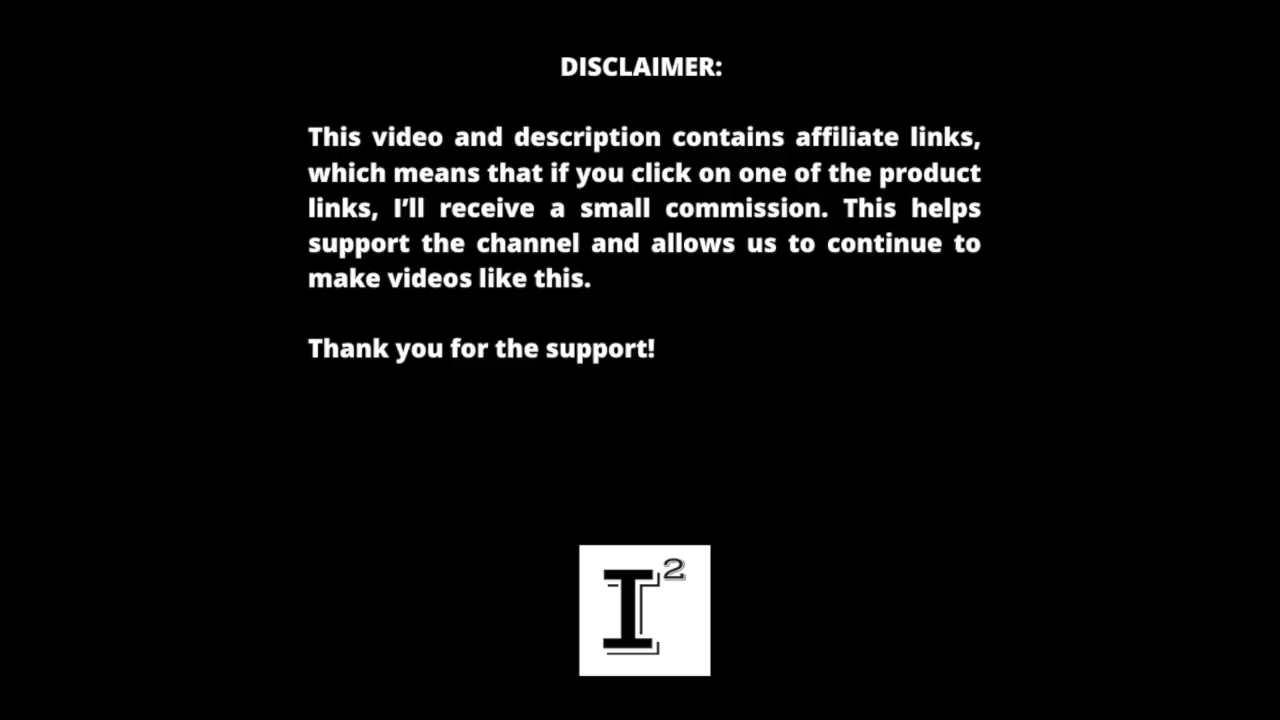 DISCLAIMER:
This video and description contains affiliate links,
which means that if you click on one of the product
links, I’ll receive a small commission. This helps
support the channel and allows us to continue to
make videos like this.
Thank you for the support!
I²